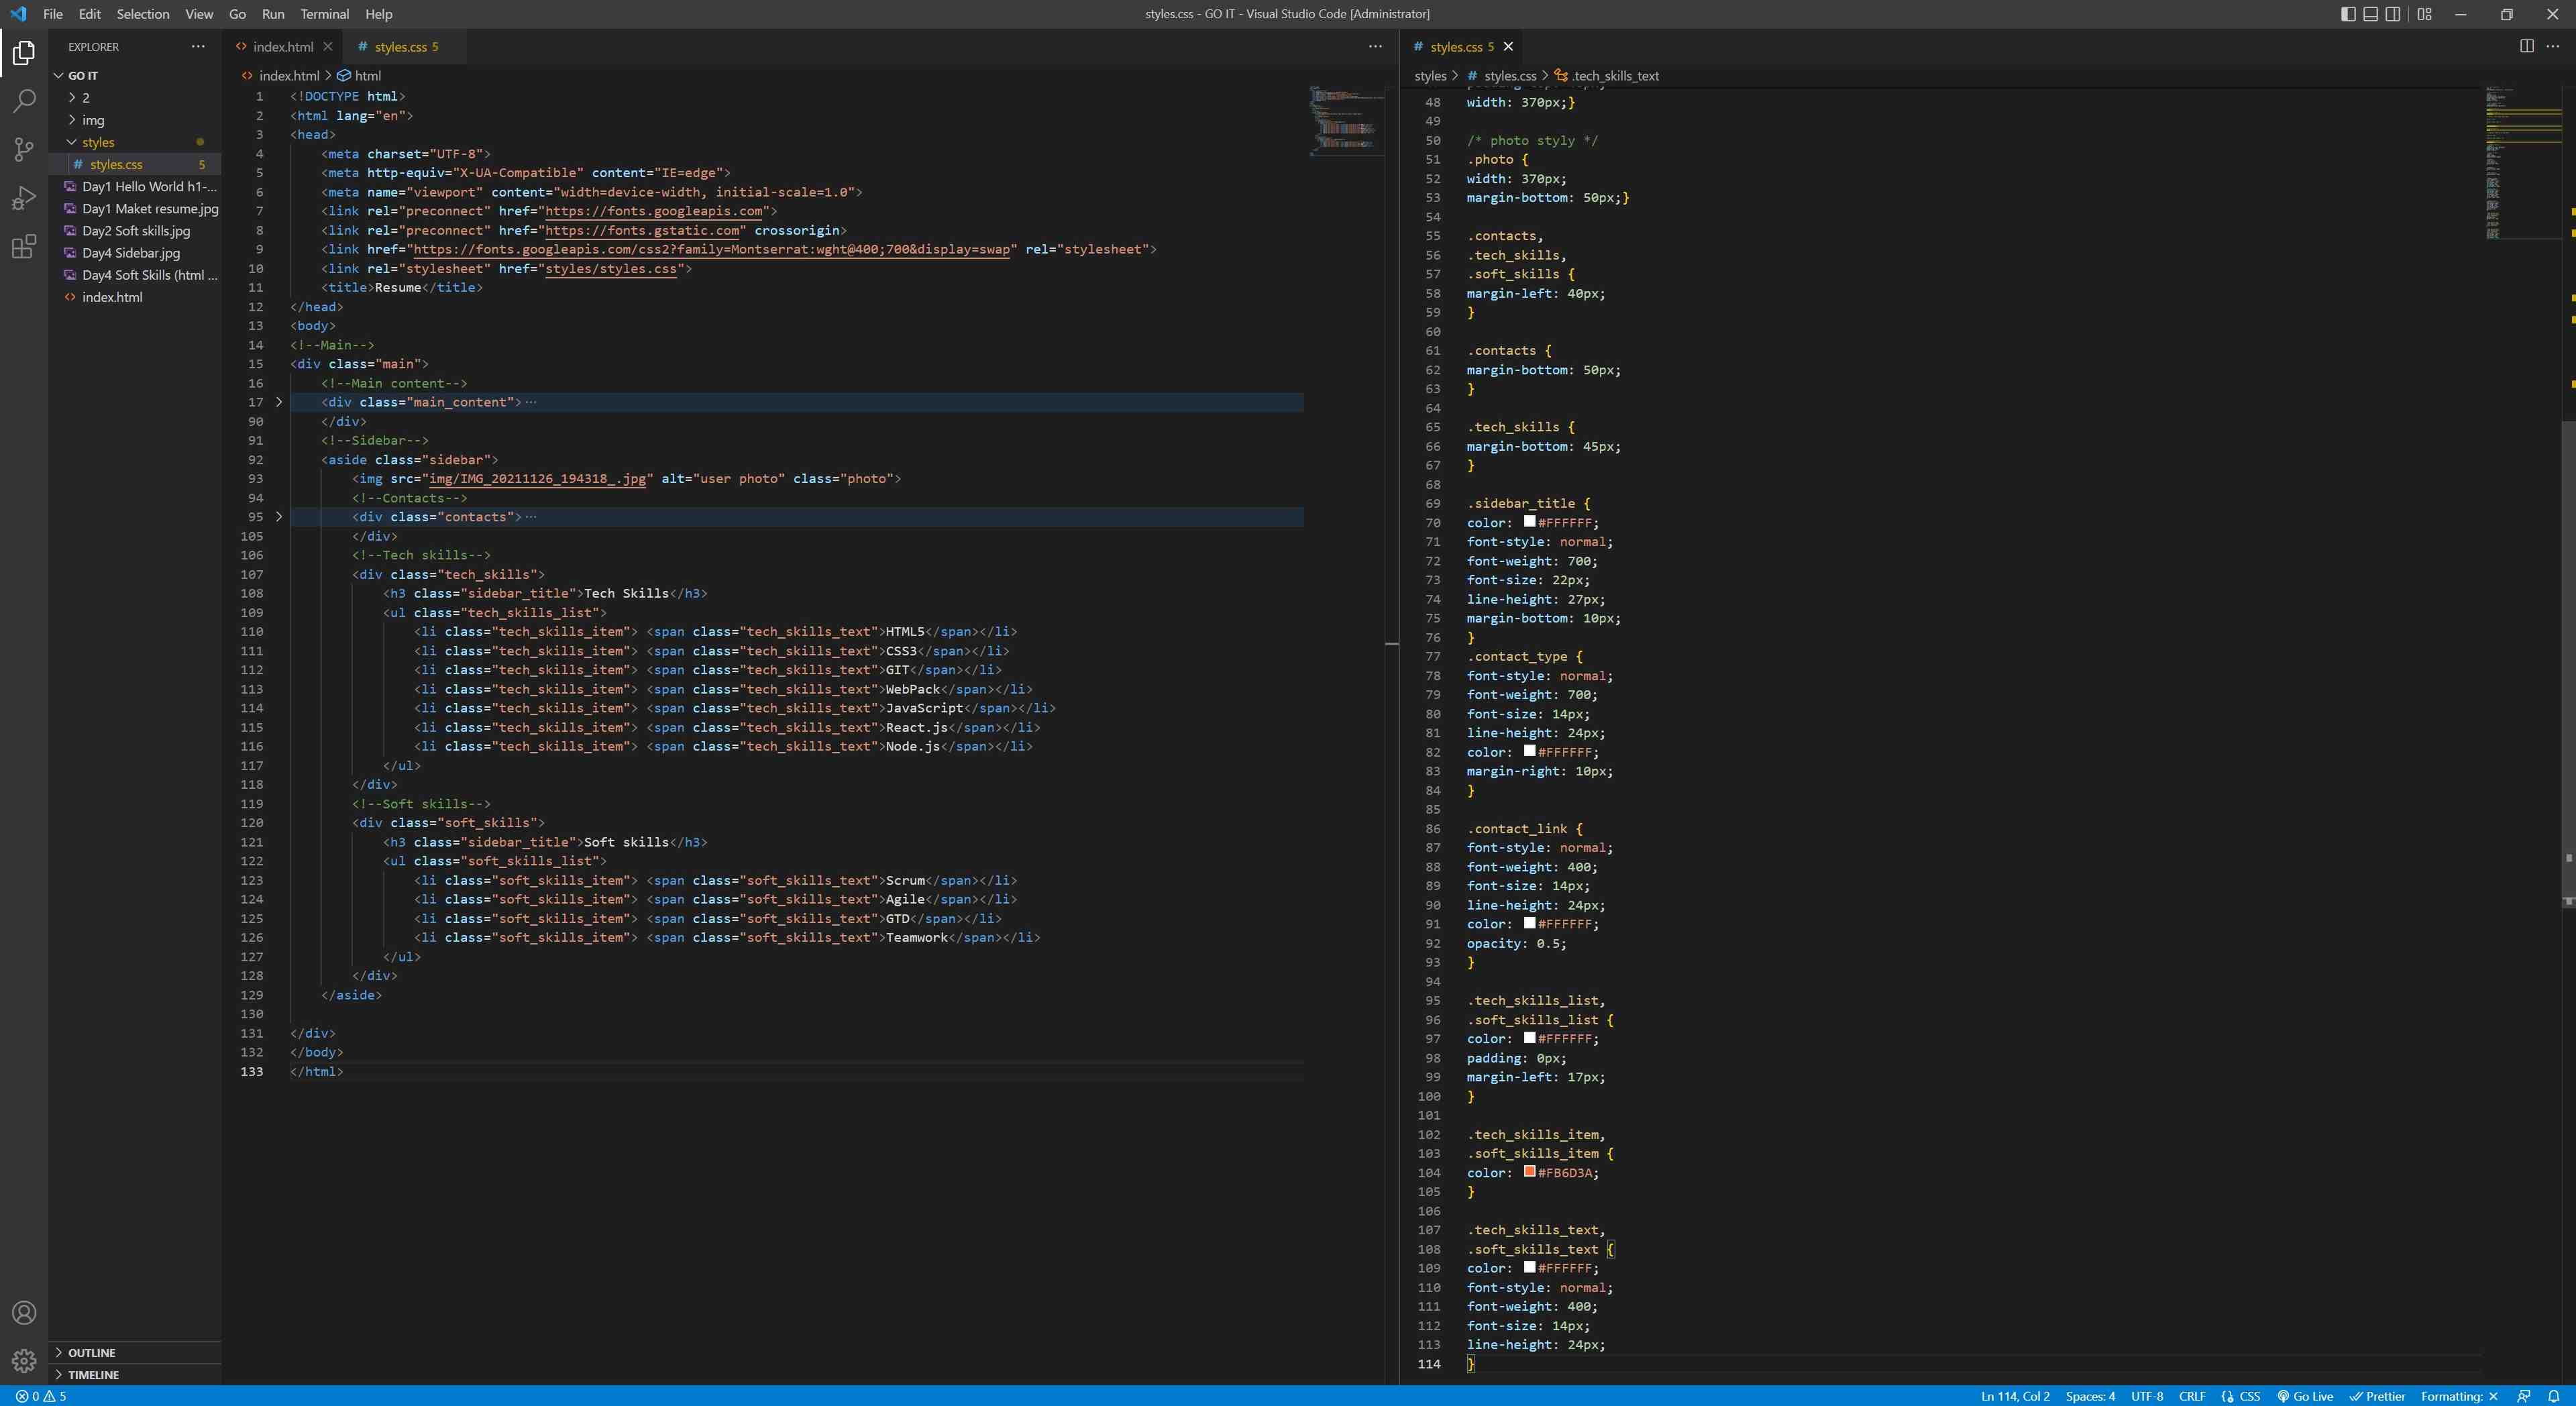 File Edit Selection View Go Run Terminal Help
styles.css - GO IT - Visual Studio Code [Administrator]
EXPLORER
GO IT
2
img
styles
# styles.css 5
Day1 Hello World h1-...
Day1 Maket resume.jpg
Day2 Soft skills.jpg
Day4 Sidebar.jpg
Day4 Soft Skills (html ...
index.html
OUTLINE
TIMELINE
index.html
# styles.css 5
index.html > html
1 <!DOCTYPE html>
2 <html lang="en">
3 <head>
4 <meta charset="UTF-8">
5 <meta http-equiv="X-UA-Compatible" content="IE=edge">
6 <meta name="viewport" content="width=device-width, initial-scale=1.0">
7 <link rel="preconnect" href="https://fonts.googleapis.com">
8 <link rel="preconnect" href="https://fonts.gstatic.com" crossorigin>
9 <link href="https://fonts.googleapis.com/css2?family=Montserrat:wght@400;700&display=swap" rel="stylesheet">
10 <link rel="stylesheet" href="styles/styles.css">
11 <title>Resume</title>
12 </head>
13 <body>
14 <!--Main-->
15 <div class="main">
16 <!--Main content-->
17 <div class="main_content">...
90 </div>
91 <!--Sidebar-->
92 <aside class="sidebar">
93 <img src="img/IMG_20211126_194318_.jpg" alt="user photo" class="photo">
94 <!--Contacts-->
95 <div class="contacts">...
105 </div>
106 <!--Tech skills-->
107 <div class="tech_skills">
108 <h3 class="sidebar_title">Tech Skills</h3>
109 <ul class="tech_skills_list">
110 <li class="tech_skills_item"> <span class="tech_skills_text">HTML5</span></li>
111 <li class="tech_skills_item"> <span class="tech_skills_text">CSS3</span></li>
112 <li class="tech_skills_item"> <span class="tech_skills_text">GIT</span></li>
113 <li class="tech_skills_item"> <span class="tech_skills_text">WebPack</span></li>
114 <li class="tech_skills_item"> <span class="tech_skills_text">JavaScript</span></li>
115 <li class="tech_skills_item"> <span class="tech_skills_text">React.js</span></li>
116 <li class="tech_skills_item"> <span class="tech_skills_text">Node.js</span></li>
117 </ul>
118 </div>
119 <!--Soft skills-->
120 <div class="soft_skills">
121 <h3 class="sidebar_title">Soft skills</h3>
122 <ul class="soft_skills_list">
123 <li class="soft_skills_item"> <span class="soft_skills_text">Scrum</span></li>
124 <li class="soft_skills_item"> <span class="soft_skills_text">Agile</span></li>
125 <li class="soft_skills_item"> <span class="soft_skills_text">GTD</span></li>
126 <li class="soft_skills_item"> <span class="soft_skills_text">Teamwork</span></li>
127 </ul>
128 </div>
129 </aside>
130
131 </div>
132 </body>
133 </html>
# styles.css 5
styles > # styles.css > .tech_skills_text
48 width: 370px;}
49
50 /* photo styly */
51 .photo {
52 width: 370px;
53 margin-bottom: 50px;}
54
55 .contacts,
56 .tech_skills,
57 .soft_skills {
58 margin-left: 40px;
59 }
60
61 .contacts {
62 margin-bottom: 50px;
63 }
64
65 .tech_skills {
66 margin-bottom: 45px;
67 }
68
69 .sidebar_title {
70 color: #FFFFFF;
71 font-style: normal;
72 font-weight: 700;
73 font-size: 22px;
74 line-height: 27px;
75 margin-bottom: 10px;
76 }
77 .contact_type {
78 font-style: normal;
79 font-weight: 700;
80 font-size: 14px;
81 line-height: 24px;
82 color: #FFFFFF;
83 margin-right: 10px;
84 }
85
86 .contact_link {
87 font-style: normal;
88 font-weight: 400;
89 font-size: 14px;
90 line-height: 24px;
91 color: #FFFFFF;
92 opacity: 0.5;
93 }
94
95 .tech_skills_list,
96 .soft_skills_list {
97 color: #FFFFFF;
98 padding: 0px;
99 margin-left: 17px;
100 }
101
102 .tech_skills_item,
103 .soft_skills_item {
104 color: #FB6D3A;
105 }
106
107 .tech_skills_text,
108 .soft_skills_text {
109 color: #FFFFFF;
110 font-style: normal;
111 font-weight: 400;
112 font-size: 14px;
113 line-height: 24px;
114 }
0 5
Ln 114, Col 2 Spaces: 4 UTF-8 CRLF CSS Go Live Prettier Formatting: ×